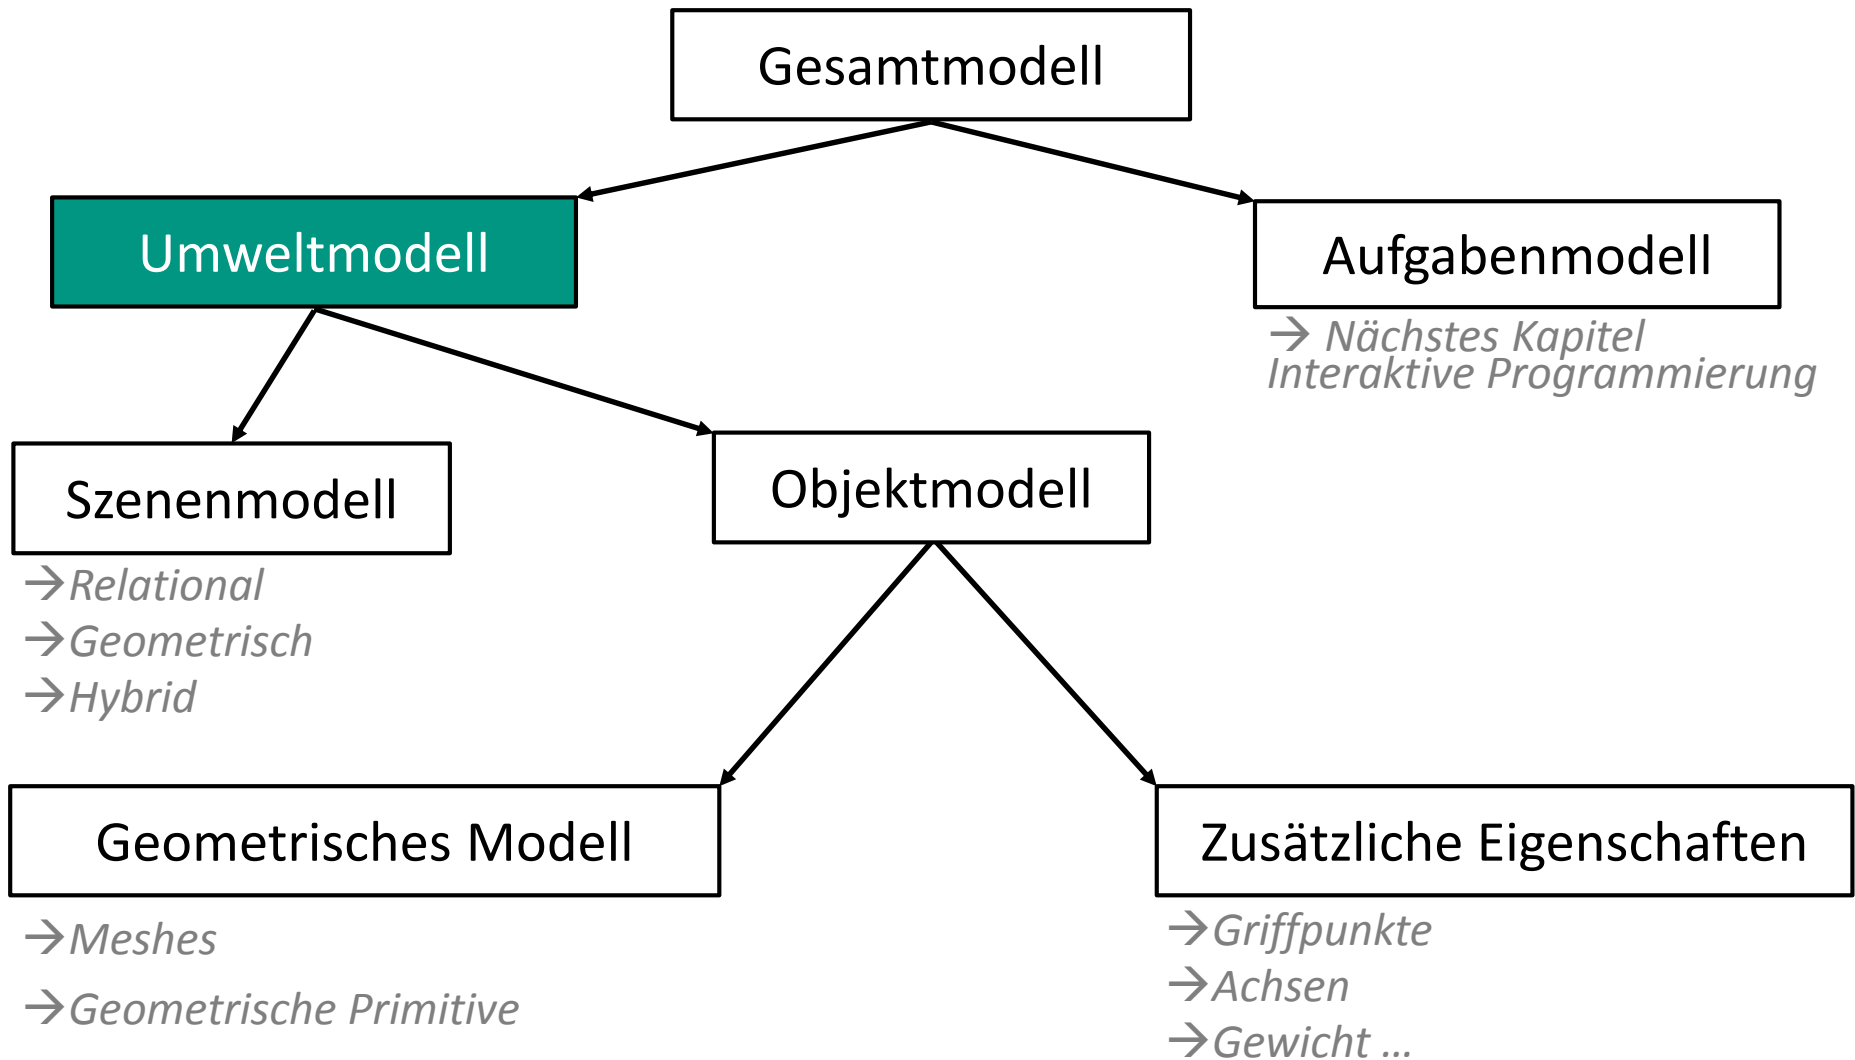 Gesamtmodell
Umweltmodell
Aufgabenmodell
→ Nächstes Kapitel
Interaktive Programmierung
Szenenmodell
→Relational
→Geometrisch
→Hybrid
Objektmodell
Geometrisches Modell
→Meshes
→Geometrische Primitive
Zusätzliche Eigenschaften
→Griffpunkte
→Achsen
→Gewicht ...